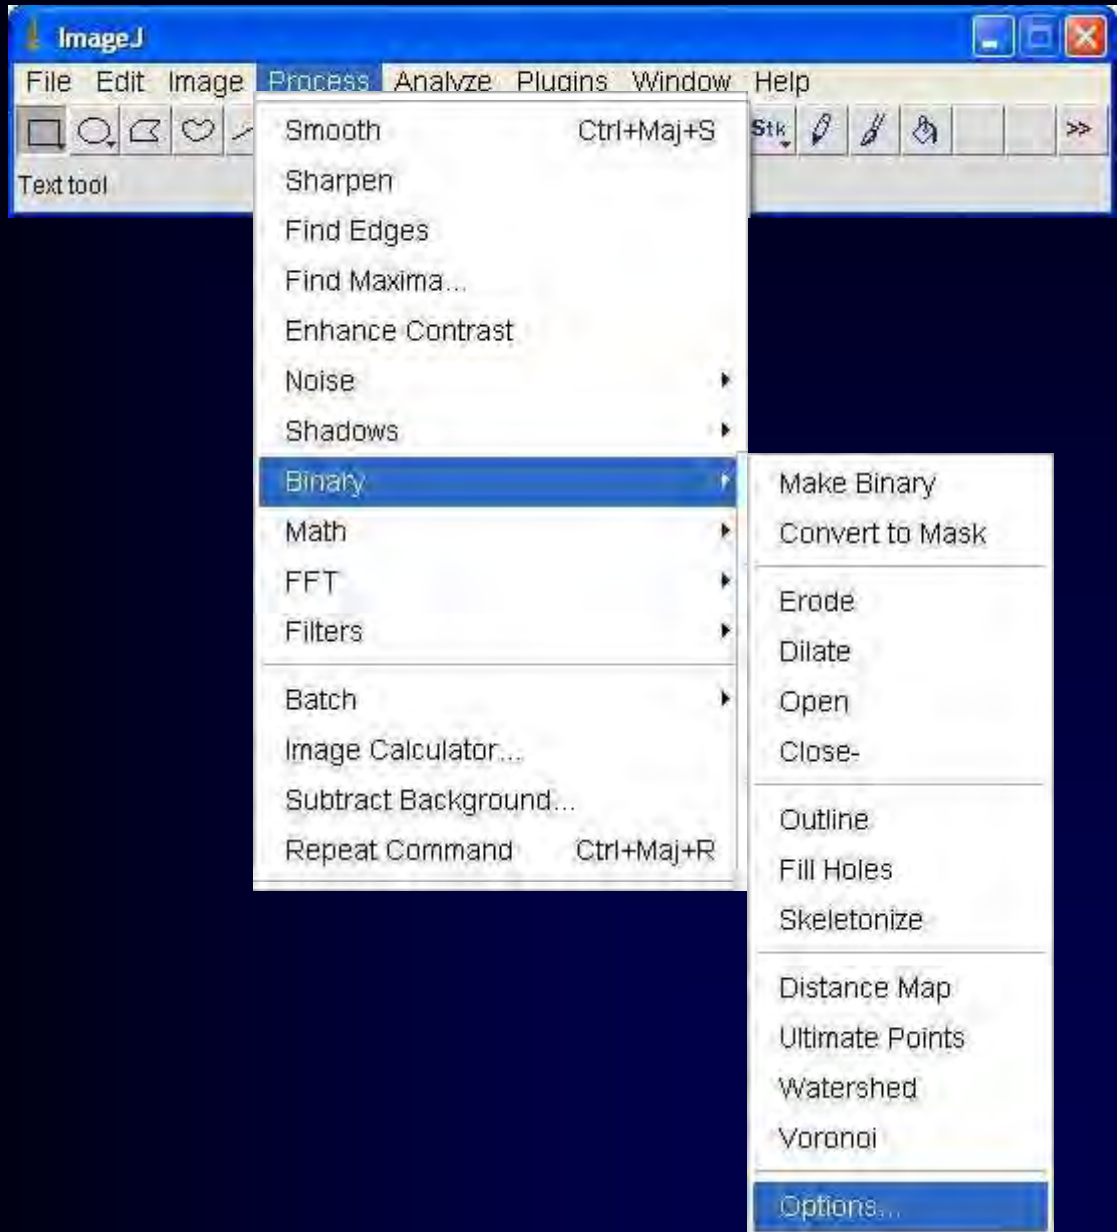 ImageJ
File Edit Image Process Analyze Plugins Window Help
Stk >>
Text tool
Smooth Ctrl+Maj+S
Sharpen
Find Edges
Find Maxima...
Enhance Contrast
Noise
Shadows
Binary
Math
FFT
Filters
Batch
Image Calculator...
Subtract Background...
Repeat Command Ctrl+Maj+R
Make Binary
Convert to Mask
Erode
Dilate
Open
Close-
Outline
Fill Holes
Skeletonize
Distance Map
Ultimate Points
Watershed
Voronoi
Options...